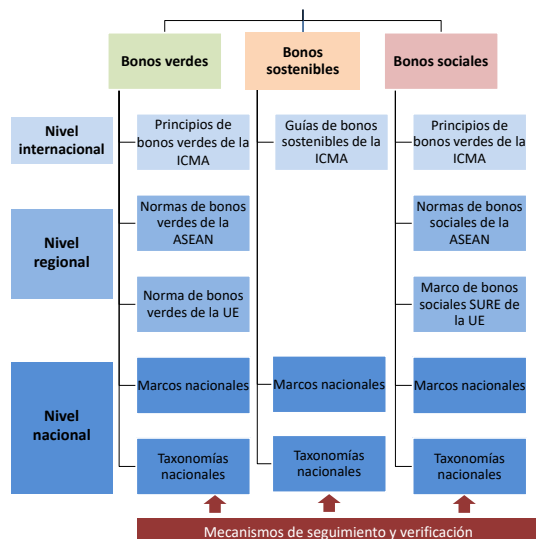 Bonos verdes
Bonos
sostenibles
Bonos sociales
Nivel
internacional
Principios de
bonos verdes de la
ICMA
Guías de bonos
sostenibles de la
ICMA
Principios de
bonos verdes de la
ICMA
Nivel
regional
Normas de bonos
verdes de la
ASEAN
Normas de bonos
sociales de la
ASEAN
Norma de bonos
verdes de la UE
Marco de bonos
sociales SURE de
la UE
Nivel
nacional
Marcos nacionales
Marcos nacionales
Marcos nacionales
Taxonomías
nacionales
Taxonomías
nacionales
Taxonomías
nacionales
Mecanismos de seguimiento y verificación